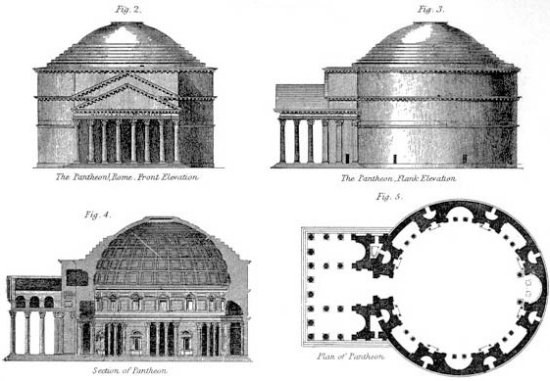 Fig. 2.
The Pantheon, Rome. Front Elevation
Fig. 3.
The Pantheon, Flank Elevation
Fig. 4.
Section of Pantheon
Fig. 5.
Plan of Pantheon